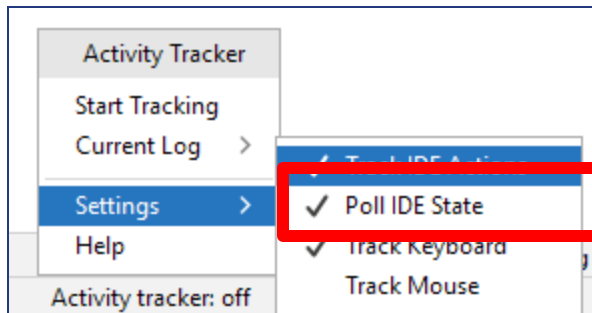 Activity Tracker
Start Tracking
Current Log
Settings
Help
Track IDE Actions
Poll IDE State
Track Keyboard
Track Mouse
Activity tracker: off